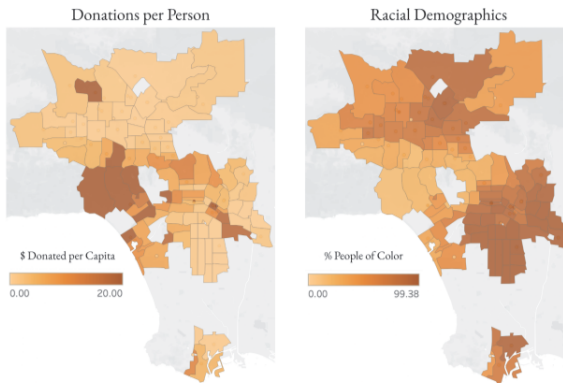 Donations per Person
Racial Demographics
$ Donated per Capita
0.00 20.00
% People of Color
0.00 99.38